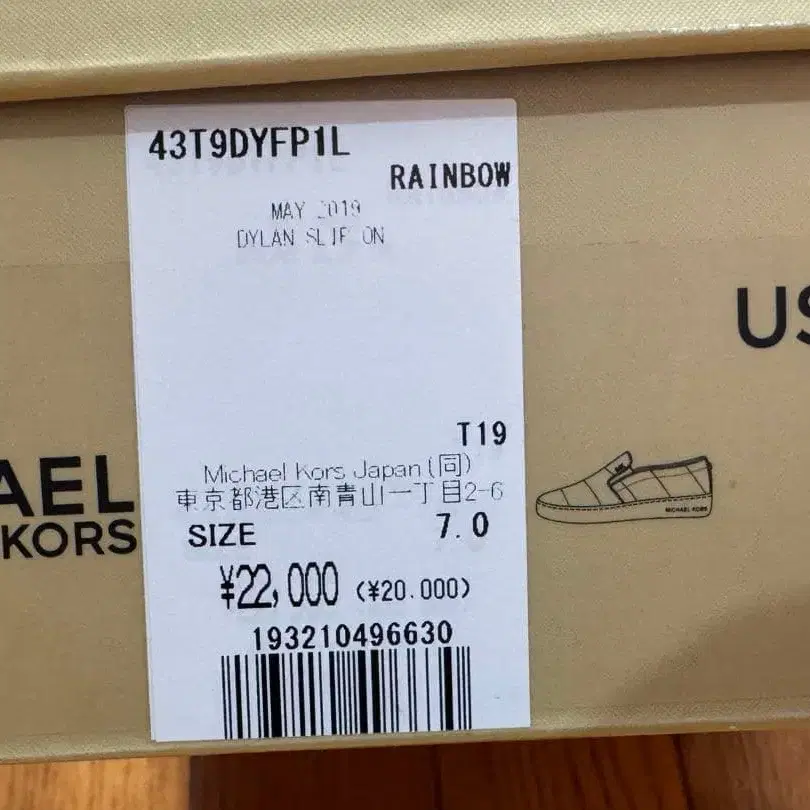 43T9DYFP1L
RAINBOW
MAY 2019
DYLAN SLIP ON
US
T19
Michael Kors Japan(同)
東京都港区南青山一丁目2-6
AEL
KORS
SIZE 7.0
MICHAEL KORS
¥22,000 (¥20.000)
193210496630